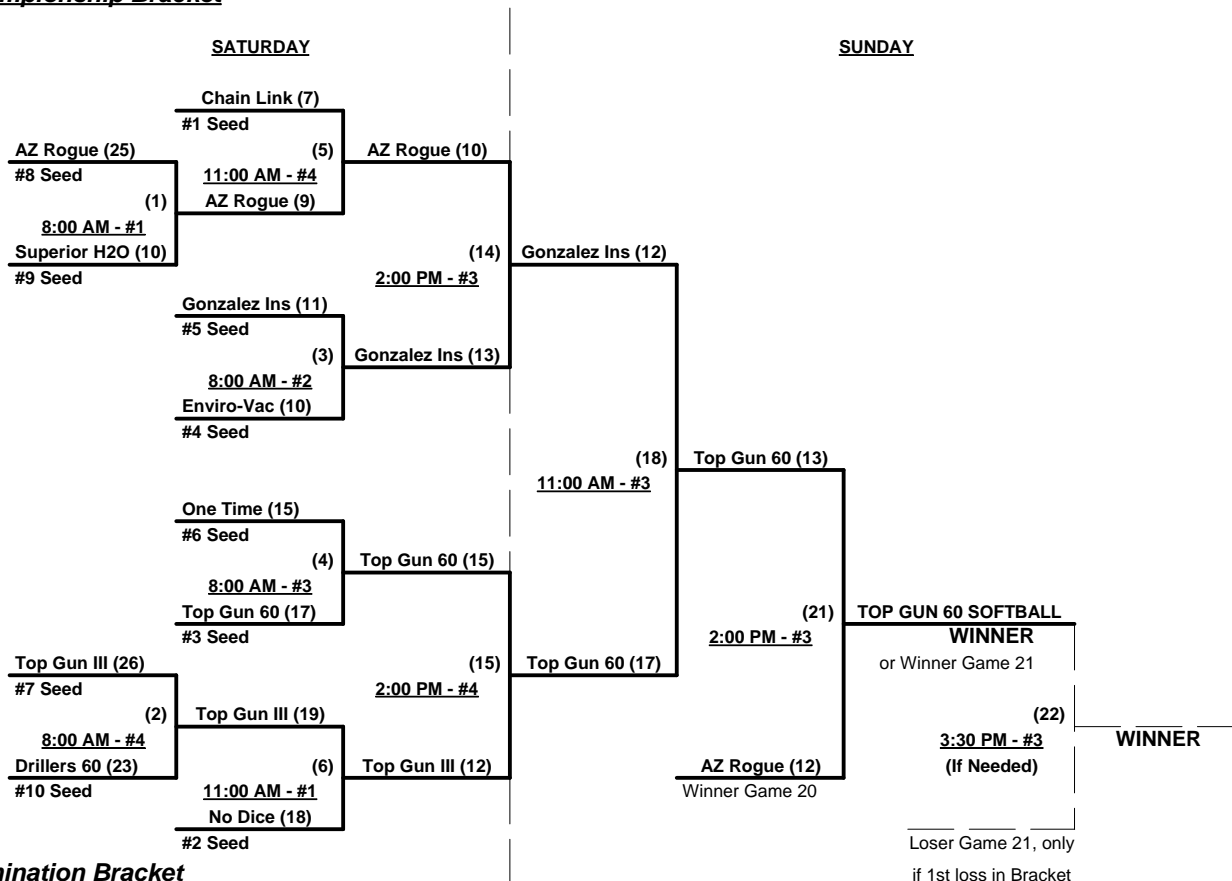 SATURDAY
SUNDAY
Chain Link (7)
#1 Seed
AZ Rogue (25)
(5)
AZ Rogue (10)
#8 Seed
11:00 AM - #4
(1)
AZ Rogue (9)
8:00 AM - #1
Superior H2O (10)
(14)
Gonzalez Ins (12)
#9 Seed
2:00 PM - #3
Gonzalez Ins (11)
#5 Seed
(3)
Gonzalez Ins (13)
8:00 AM - #2
Enviro-Vac (10)
#4 Seed
(18)
Top Gun 60 (13)
11:00 AM - #3
One Time (15)
#6 Seed
(4)
Top Gun 60 (15)
8:00 AM - #3
Top Gun 60 (17)
(21)
TOP GUN 60 SOFTBALL
#3 Seed
2:00 PM - #3
WINNER
Top Gun III (26)
(15)
Top Gun 60 (17)
or Winner Game 21
#7 Seed
2:00 PM - #4
(2)
Top Gun III (19)
(22)
8:00 AM - #4
3:30 PM - #3
WINNER
Drillers 60 (23)
(6)
Top Gun III (12)
AZ Rogue (12)
(If Needed)
#10 Seed
11:00 AM - #1
Winner Game 20
No Dice (18)
#2 Seed
Loser Game 21, only
Bracket
if 1st loss in Bracket